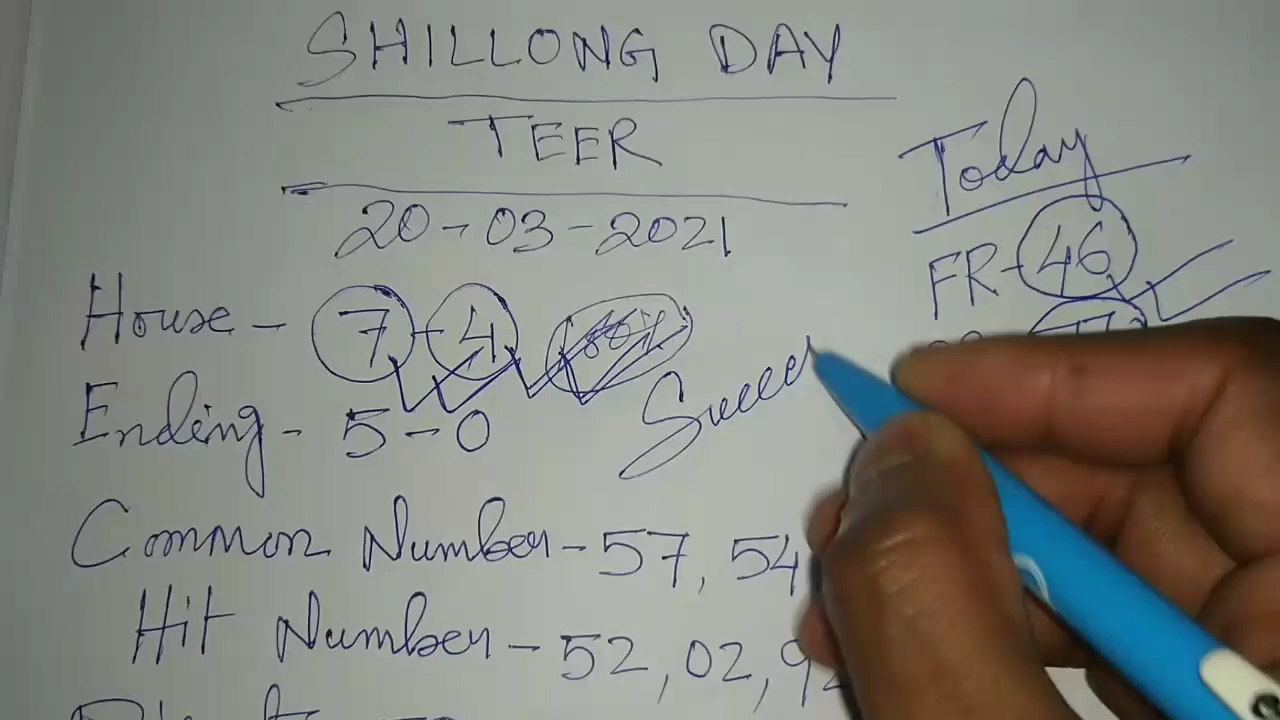 SHILLONG DAY
TEER
20-03-2021
Today
FR-46
House - 7-4
Ending - 5-0
Common Number - 57, 54
Hit Number - 52, 02,